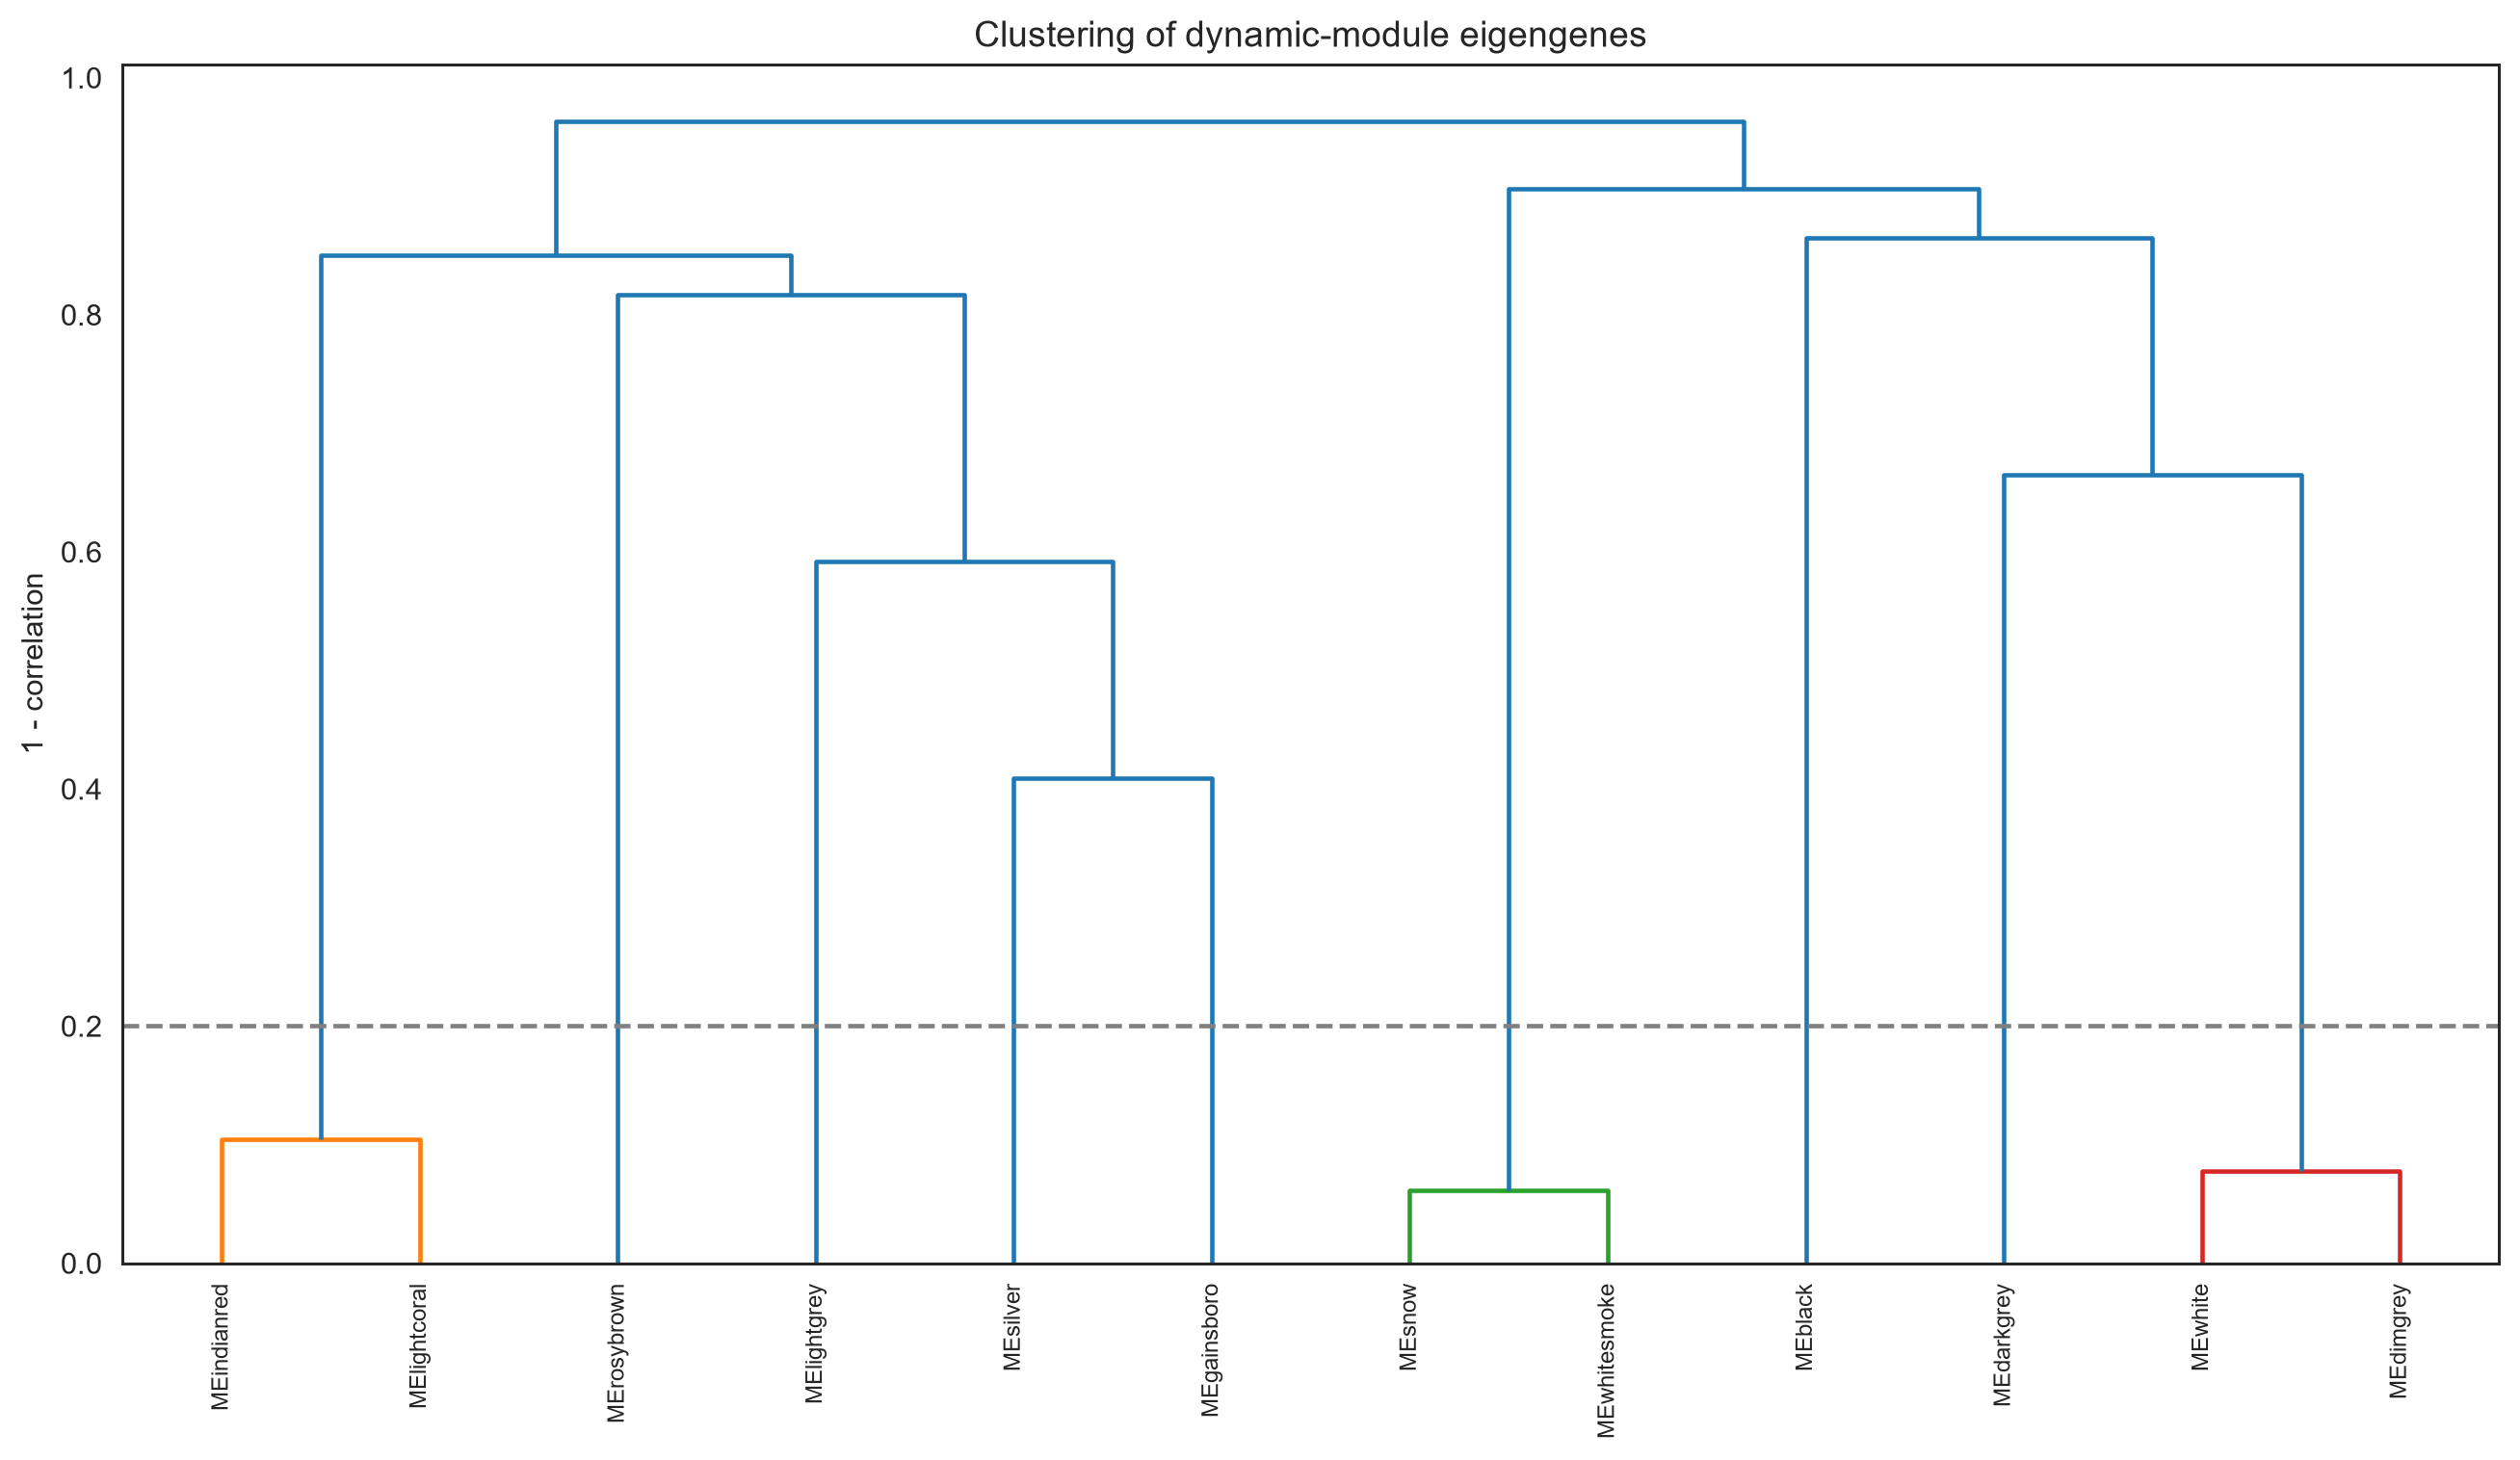 Clustering of dynamic-module eigengenes
1.0
0.8
0.6
0.4
0.2
0.0
1 - correlation
MEindianred
MElightcoral
MErosybrown
MElightgrey
MEsilver
MEgainsboro
MEsnow
MEwhitesmoke
MEblack
MEdarkgrey
MEwhite
MEdimgrey